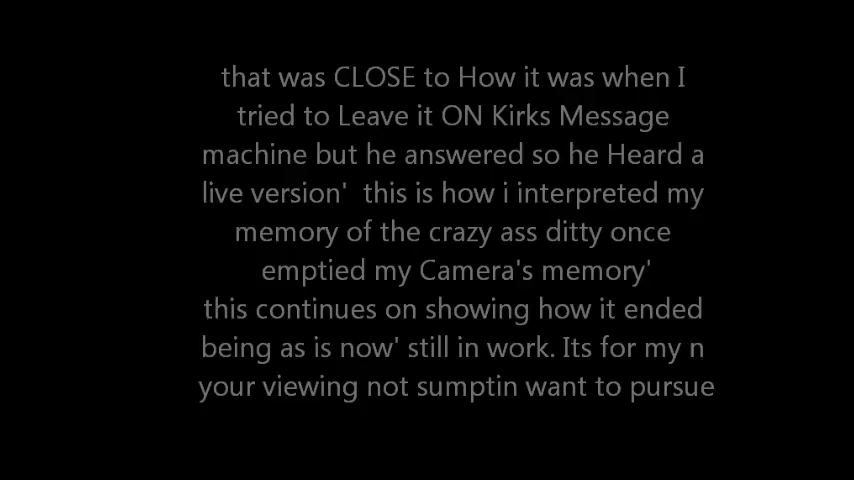 that was CLOSE to How it was when I
tried to Leave it ON Kirks Message
machine but he answered so he Heard a
live version'  this is how i interpreted my
memory of the crazy ass ditty once
emptied my Camera's memory'
this continues on showing how it ended
being as is now' still in work. Its for my n
your viewing not sumptin want to pursue